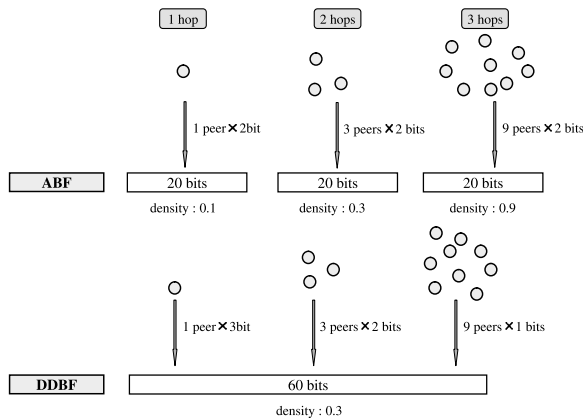 1 hop
2 hops
3 hops
1 peer×2bit
3 peers×2 bits
9 peers×2 bits
ABF
20 bits
20 bits
20 bits
density : 0.1
density : 0.3
density : 0.9
1 peer×3bit
3 peers×2 bits
9 peers×1 bits
DDBF
60 bits
density : 0.3